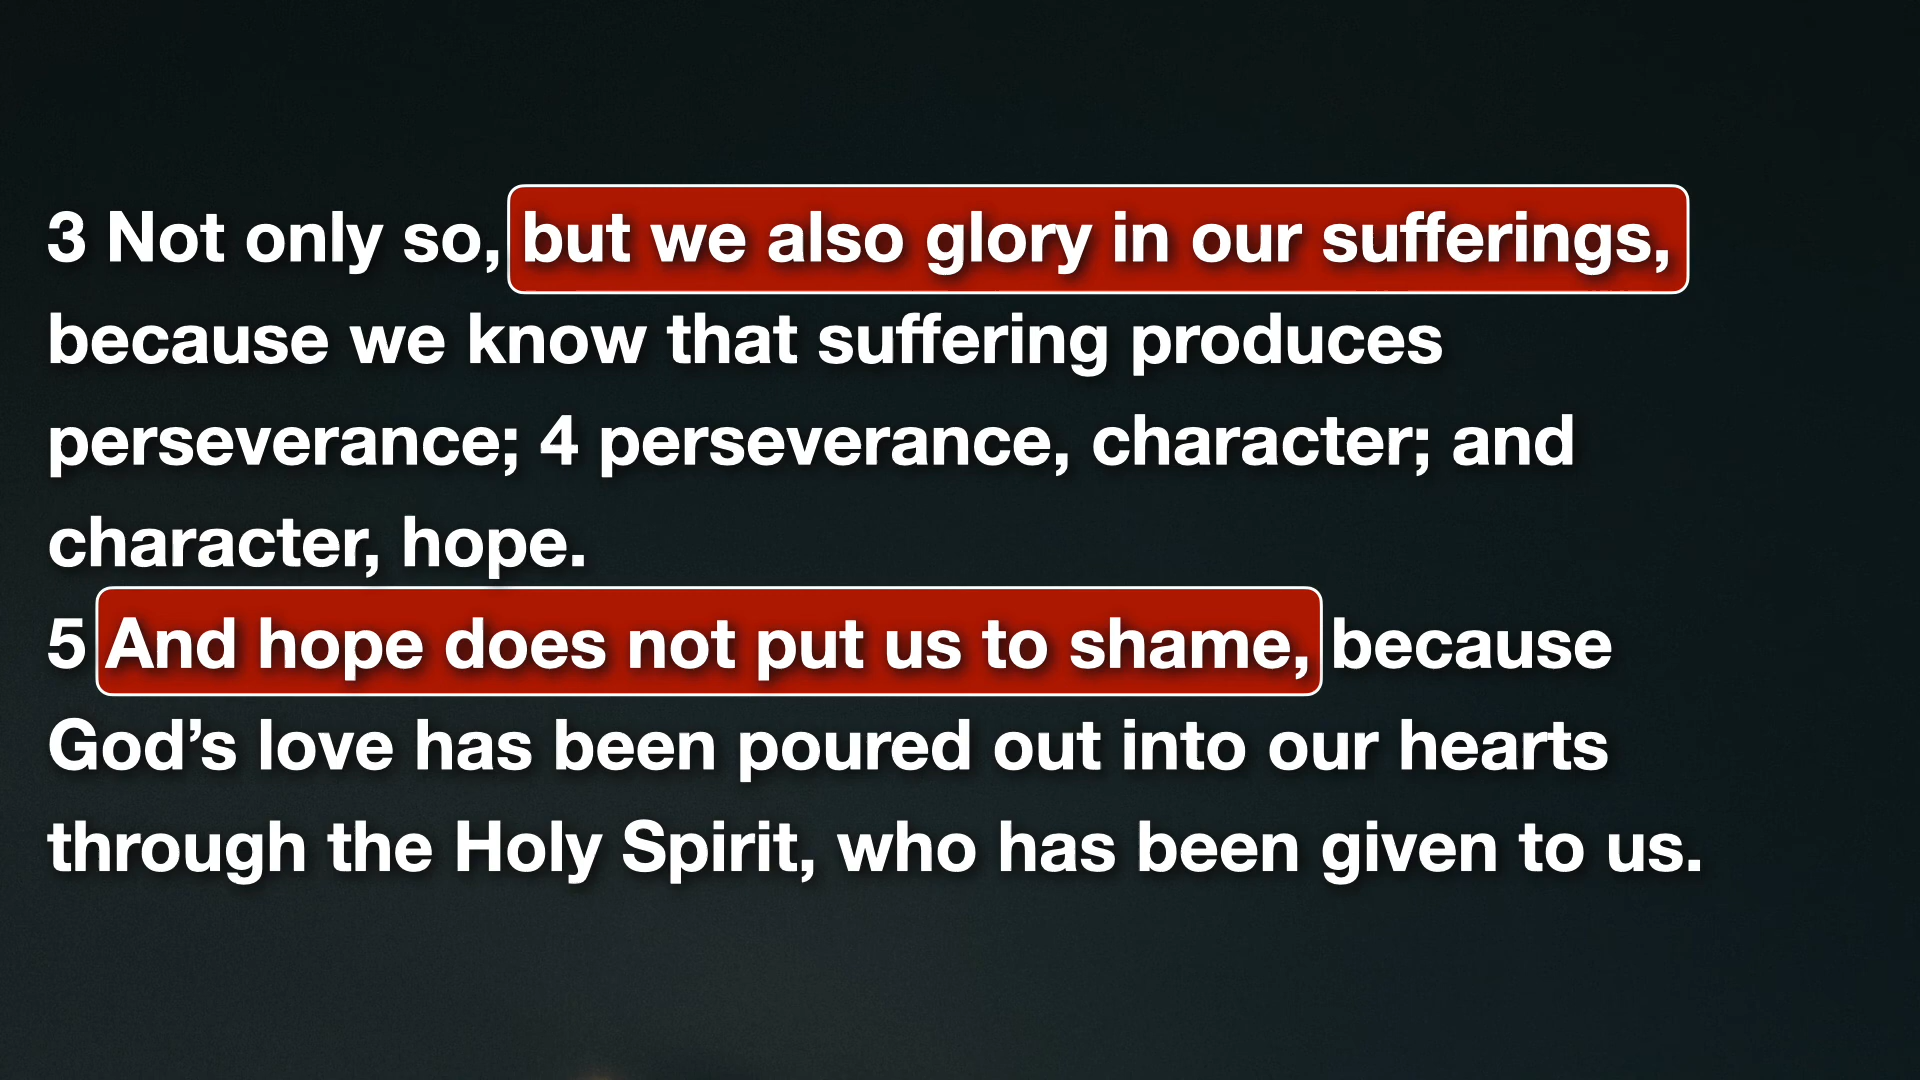 3 Not only so, but we also glory in our sufferings,
because we know that suffering produces
perseverance; 4 perseverance, character; and
character, hope.
5 And hope does not put us to shame, because
God’s love has been poured out into our hearts
through the Holy Spirit, who has been given to us.